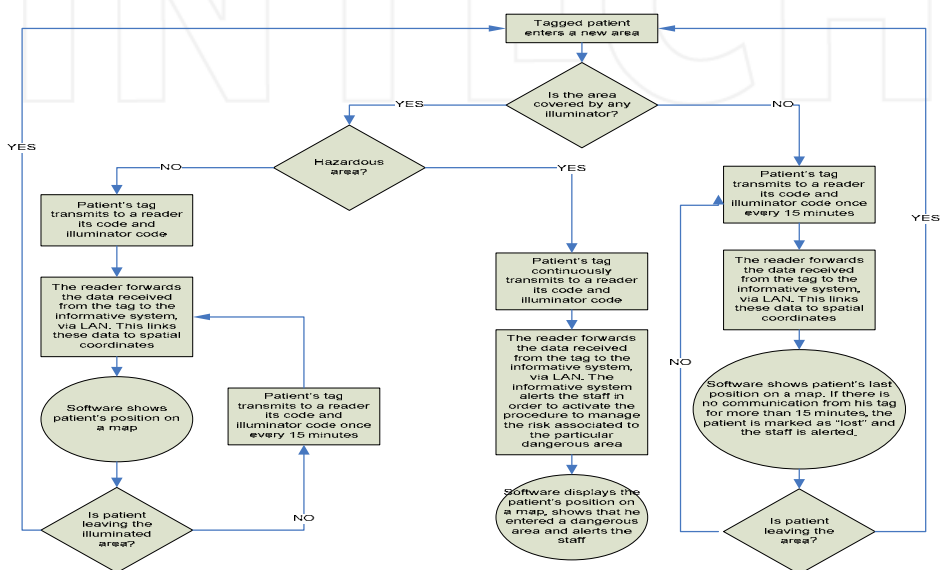 INTECH
Tagged patient
enters a new area
Is the area
covered by any
illuminator?
YES
NO
YES
Hazardous
area?
NO
YES
Patient's tag
transmits to a reader
its code and
illuminator code
Patient's tag
transmits to a reader
its code and
illuminator code once
every 15 minutes
YES
Patient's tag
continuously
transmits to a reader
its code and
illuminator code
The reader forwards
the data received
from the tag to the
informative system,
via LAN. This links
these data to spatial
coordinates
The reader forwards
the data received
from the tag to the
informative system,
via LAN. This links
these data to spatial
coordinates
The reader forwards
the data received
from the tag to the
informative system,
via LAN. The
informative system
alerts the staff in
order to activate the
procedure to manage
the risk associated to
the particular
dangerous area
NO
Software shows
patient's position on
a map
Patient's tag
transmits to a reader
its code and
illuminator code once
every 15 minutes
Software shows patient's last
position on a map. If there is
no communication from his tag
for more than 15 minutes, the
patient is marked as "lost" and
the staff is alerted.
Software displays the
patient's position on
a map, shows that he
entered a dangerous
area and alerts the
staff
Is patient
leaving the
illuminated
area?
NO
Is patient
leaving the
area?